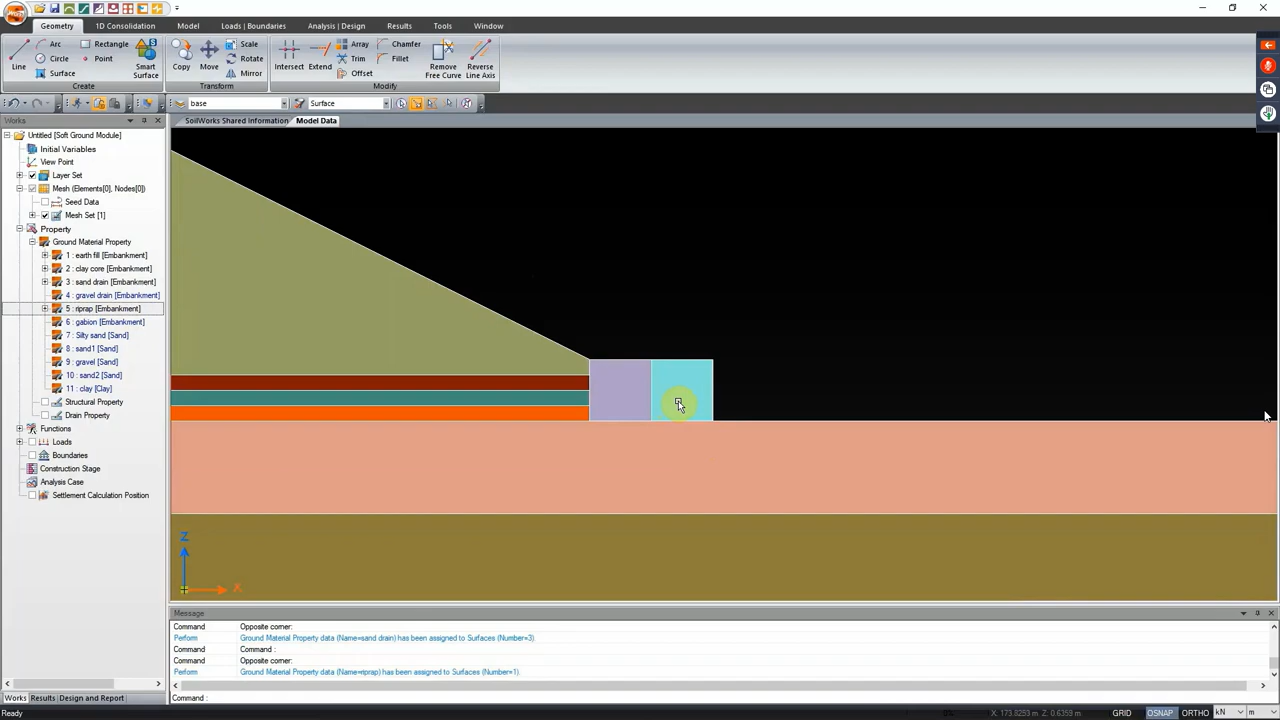 Geometry 1D Consolidation Model Loads | Boundaries Analysis | Design Results Tools Window
Line Arc Circle Surface Rectangle Point Smart Surface Copy Move Scale Rotate Mirror Intersect Extend Array Trim Offset Chamfer Fillet Remove Free Curve Reverse Line Axis
Create Transform Modify
base Surface
Works
SoilWorks Shared Information Model Data
Untitled [Soft Ground Module]
Initial Variables
View Point
Layer Set
Mesh (Elements[0], Nodes[0])
Seed Data
Mesh Set [1]
Property
Ground Material Property
1 : earth fill [Embankment]
2 : clay core [Embankment]
3 : sand drain [Embankment]
4 : gravel drain [Embankment]
5 : riprap [Embankment]
6 : gabion [Embankment]
7 : Silty sand [Sand]
8 : sand1 [Sand]
9 : gravel [Sand]
10 : sand2 [Sand]
11 : clay [Clay]
Structural Property
Drain Property
Functions
Loads
Boundaries
Construction Stage
Analysis Case
Settlement Calculation Position
Z
X
Message
Command Opposite corner:
Perform Ground Material Property data (Name=sand drain) has been assigned to Surfaces (Number=3).
Command Command :
Command Opposite corner:
Perform Ground Material Property data (Name=riprap) has been assigned to Surfaces (Number=1).
Works Results Design and Report
Command :
Ready X: 173.8253 m Z: 0.6359 m GRID OSNAP ORTHO kN m